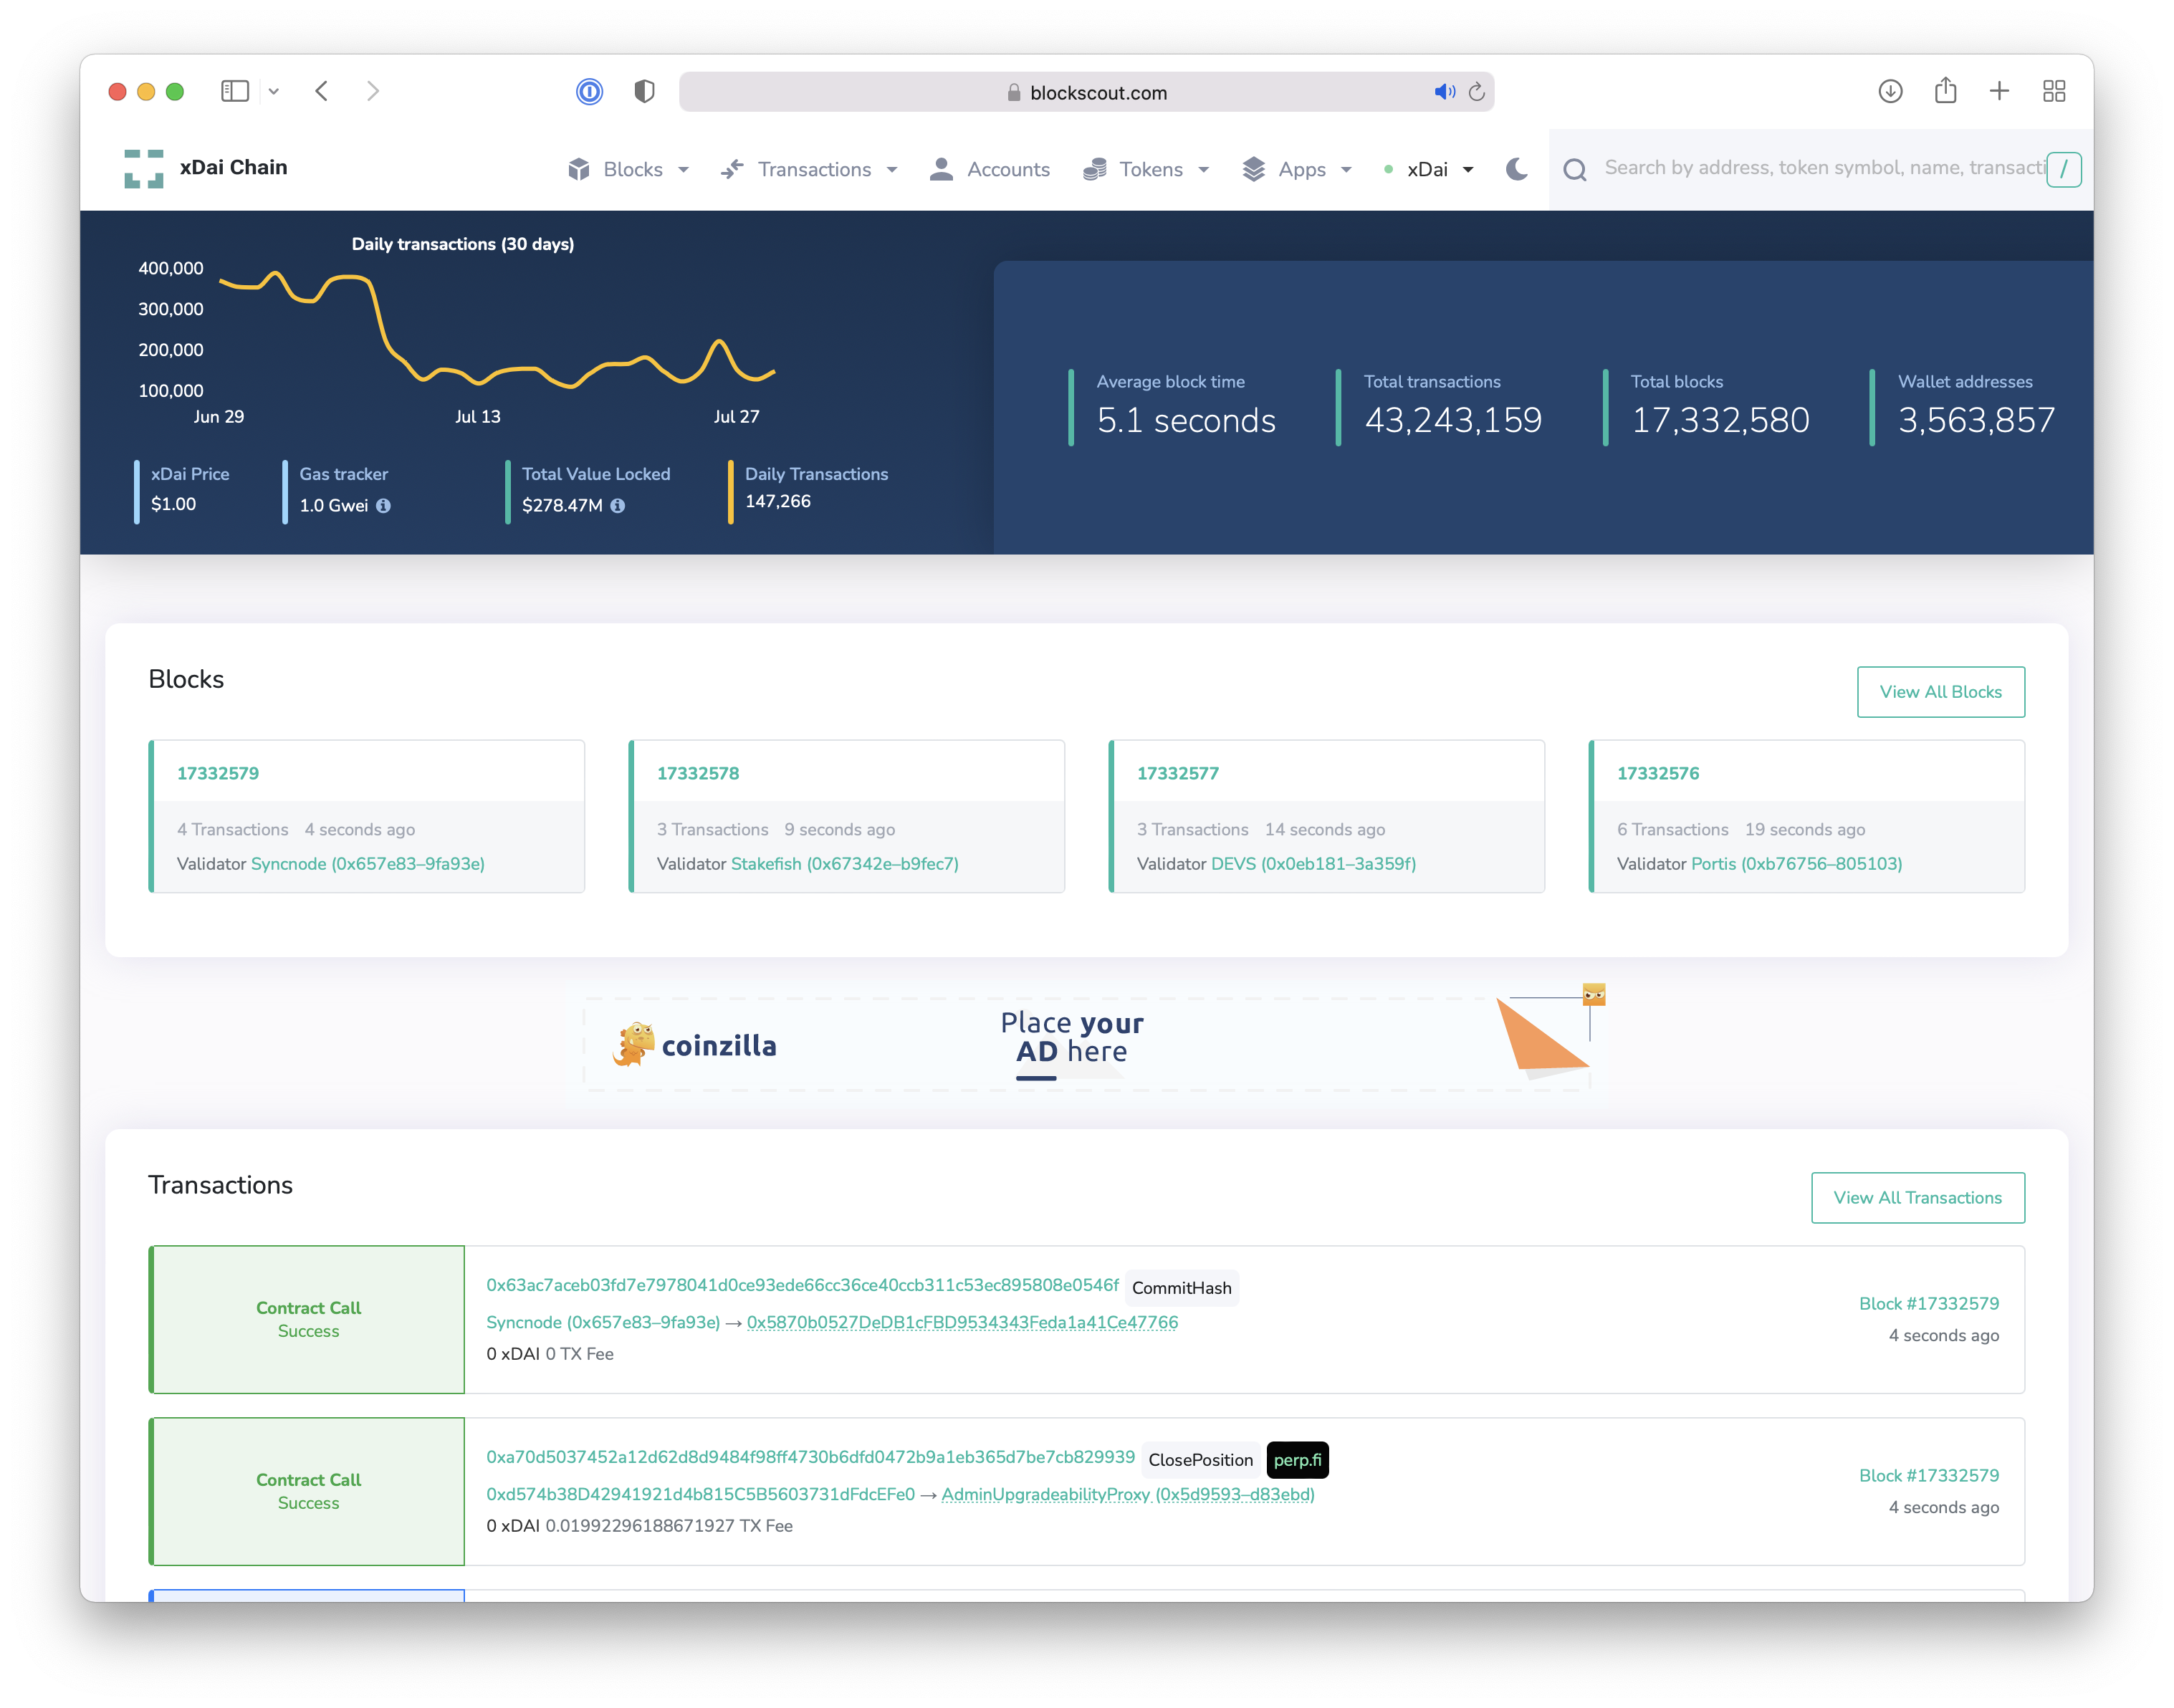 blockscout.com
xDai Chain
Blocks
Transactions
Accounts
Tokens
Apps
xDai
Search by address, token symbol, name, transacti
/
Daily transactions (30 days)
400,000
300,000
200,000
100,000
Jun 29
Jul 13
Jul 27
xDai Price
$1.00
Gas tracker
1.0 Gwei
Total Value Locked
$278.47M
Daily Transactions
147,266
Average block time
5.1 seconds
Total transactions
43,243,159
Total blocks
17,332,580
Wallet addresses
3,563,857
Blocks
View All Blocks
17332579
4 Transactions 4 seconds ago
Validator Syncnode (0x657e83–9fa93e)
17332578
3 Transactions 9 seconds ago
Validator Stakefish (0x67342e–b9fec7)
17332577
3 Transactions 14 seconds ago
Validator DEVS (0x0eb181–3a359f)
17332576
6 Transactions 19 seconds ago
Validator Portis (0xb76756–805103)
coinzilla
Place your
AD here
Transactions
View All Transactions
Contract Call
Success
0x63ac7aceb03fd7e7978041d0ce93ede66cc36ce40ccb311c53ec895808e0546f CommitHash
Syncnode (0x657e83–9fa93e) → 0x5870b0527DeDB1cFBD9534343Feda1a41Ce47766
0 xDAI 0 TX Fee
Block #17332579
4 seconds ago
Contract Call
Success
0xa70d5037452a12d62d8d9484f98ff4730b6dfd0472b9a1eb365d7be7cb829939 ClosePosition perp.fi
0xd574b38D42941921d4b815C5B5603731dFdcEFe0 → AdminUpgradeabilityProxy (0x5d9593–d83ebd)
0 xDAI 0.01992296188671927 TX Fee
Block #17332579
4 seconds ago